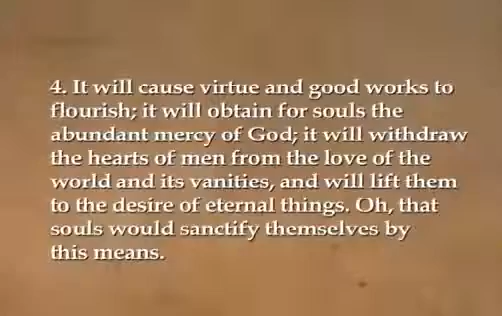 4. It will cause virtue and good works to
flourish; it will obtain for souls the
abundant mercy of God; it will withdraw
the hearts of men from the love of the
world and its vanities, and will lift them
to the desire of eternal things. Oh, that
souls would sanctify themselves by
this means.